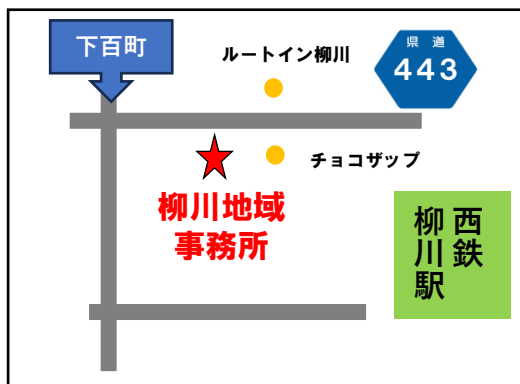 下百町
ルートイン柳川
県道
443
チョコザップ
柳川地域
事務所
西鉄
柳川駅